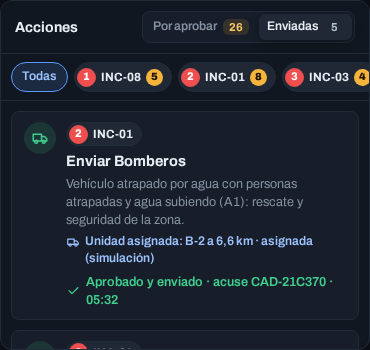 Acciones Por aprobar 26 Enviadas 5
Todas 1 INC-08 5 2 INC-01 8 3 INC-03 4
2 INC-01
Enviar Bomberos
Vehículo atrapado por agua con personas
atrapadas y agua subiendo (A1): rescate y
seguridad de la zona.
Unidad asignada: B-2 a 6,6 km · asignada
(simulación)
Aprobado y enviado · acuse CAD-21C370 ·
05:32